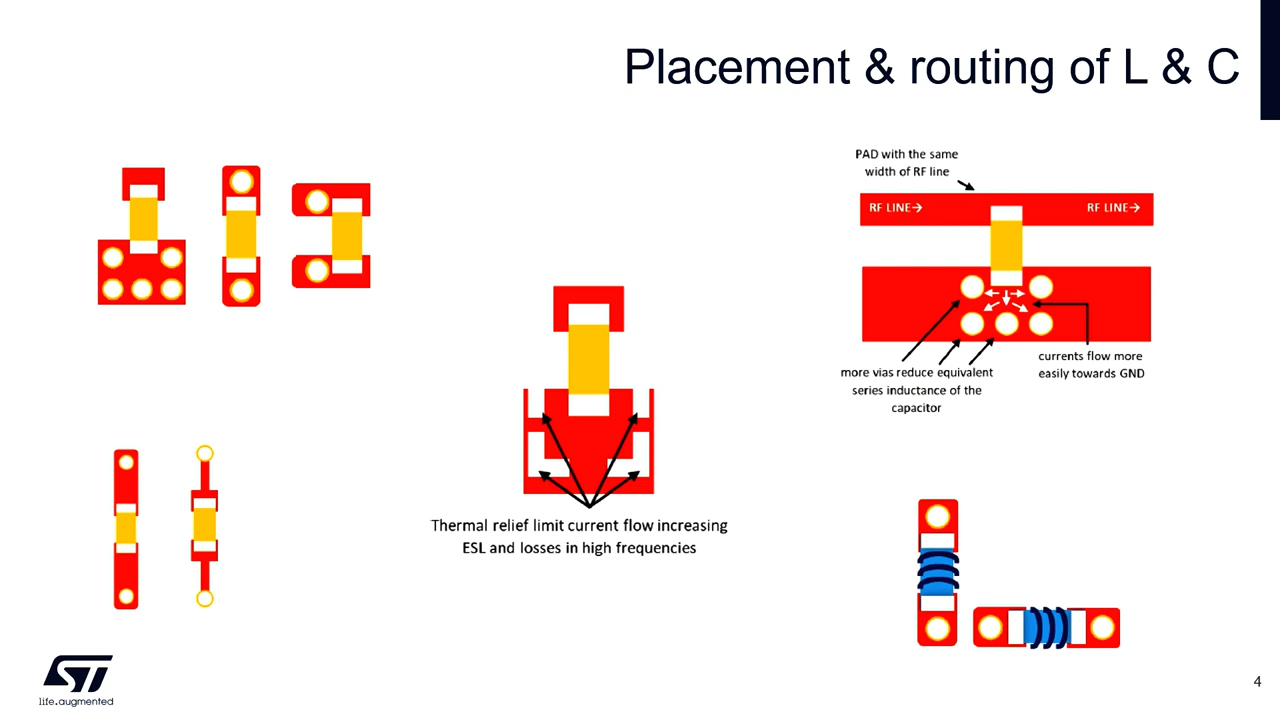 Placement & routing of L & C
PAD with the same
width of RF line
RF LINE→
RF LINE→
more vias reduce equivalent
series inductance of the
capacitor
currents flow more
easily towards GND
Thermal relief limit current flow increasing
ESL and losses in high frequencies
ST
life.augmented
4